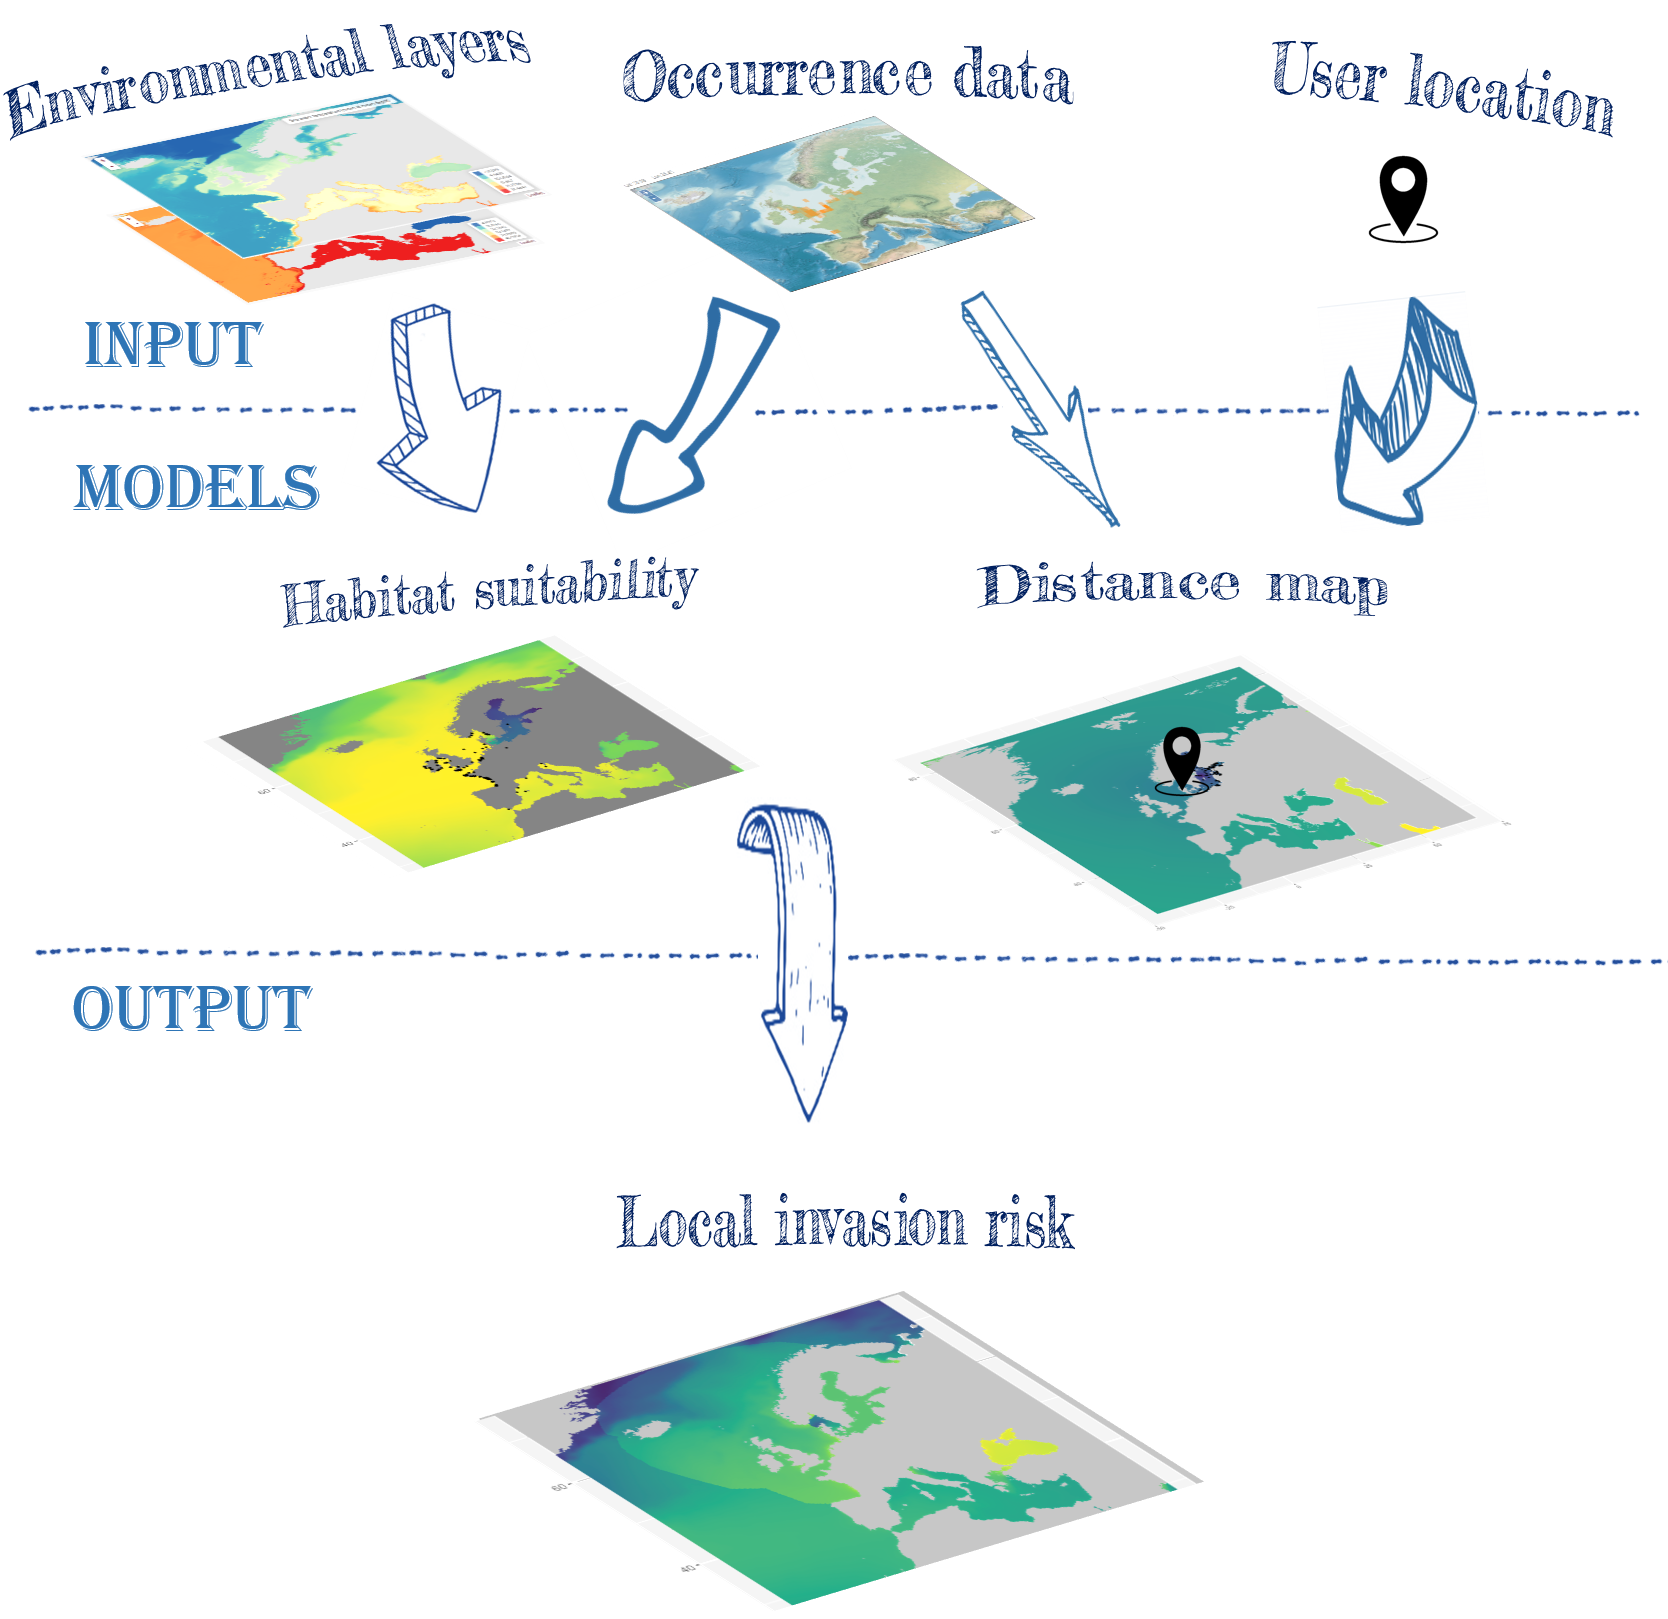 Environmental layers
Occurrence data
User location
INPUT
MODELS
Habitat suitability
Distance map
60
40
OUTPUT
Local invasion risk
60
40